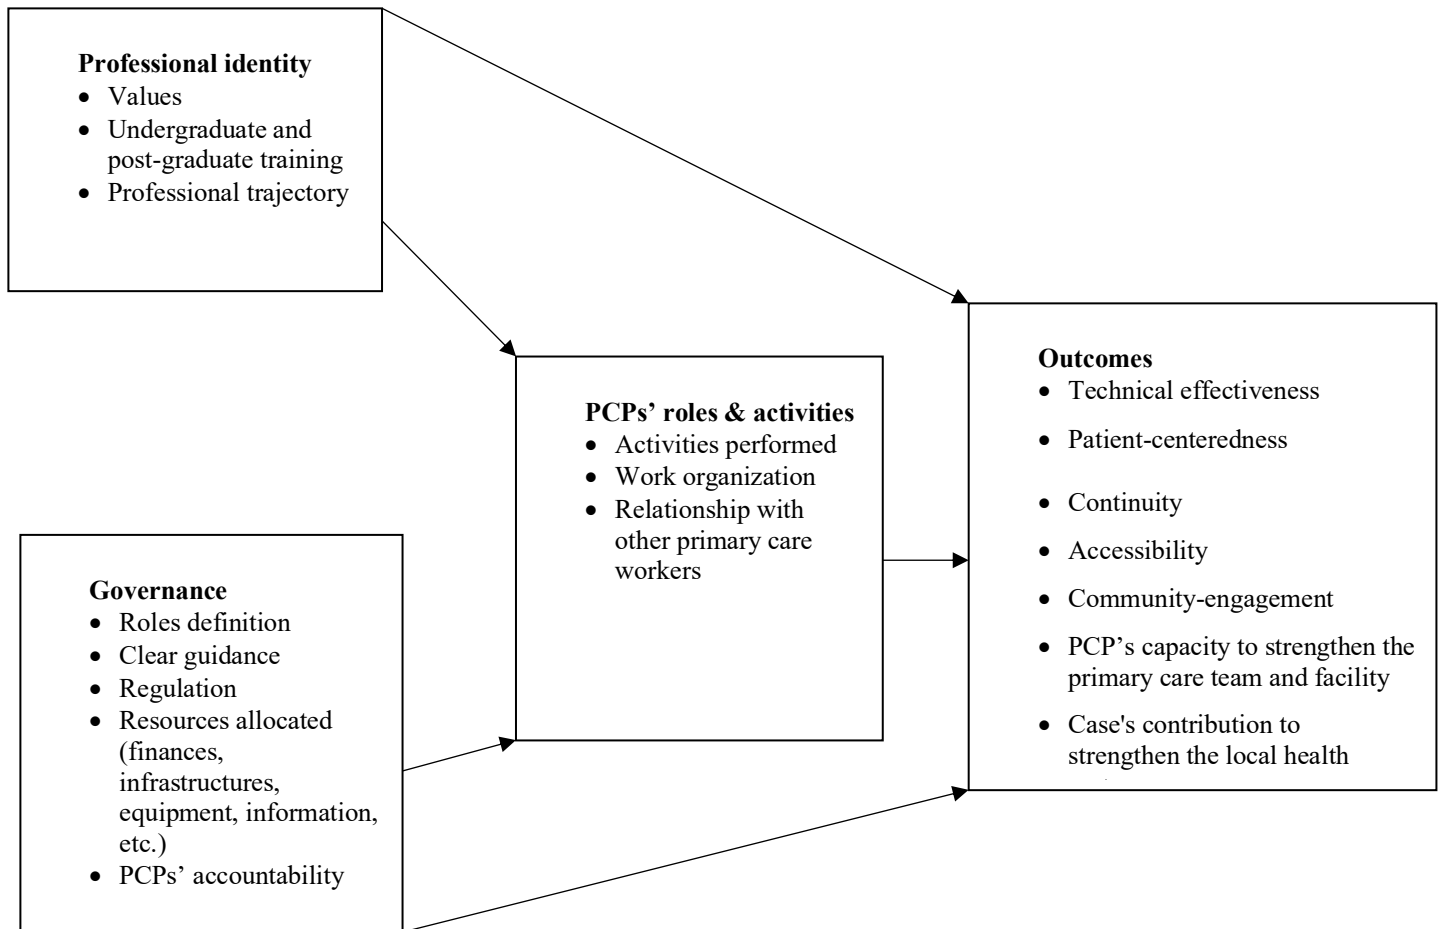 Professional identity
• Values
• Undergraduate and
post-graduate training
• Professional trajectory
PCPs’ roles & activities
• Activities performed
• Work organization
• Relationship with
other primary care
workers
Governance
• Roles definition
• Clear guidance
• Regulation
• Resources allocated
(finances,
infrastructures,
equipment, information,
etc.)
• PCPs’ accountability
Outcomes
• Technical effectiveness
• Patient-centeredness
• Continuity
• Accessibility
• Community-engagement
• PCP’s capacity to strengthen the
primary care team and facility
• Case's contribution to
strengthen the local health